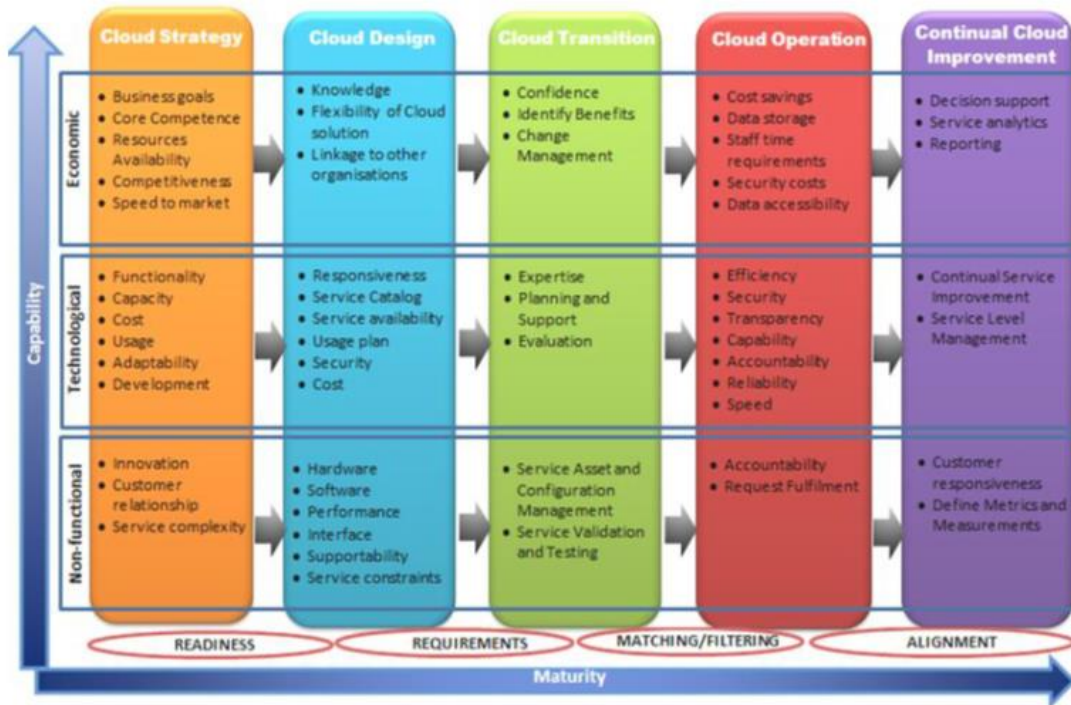 Cloud Strategy
Cloud Design
Cloud Transition
Cloud Operation
Continual Cloud
Improvement
Capability
Economic
• Business goals
• Core Competence
• Resources
Availability
• Competitiveness
• Speed to market
• Knowledge
• Flexibility of Cloud
solution
• Linkage to other
organisations
• Confidence
• Identify Benefits
• Change
Management
• Cost savings
• Data storage
• Staff time
requirements
• Security costs
• Data accessibility
• Decision support
• Service analytics
• Reporting
Technological
• Functionality
• Capacity
• Cost
• Usage
• Adaptability
• Development
• Responsiveness
• Service Catalog
• Service availability
• Usage plan
• Security
• Cost
• Expertise
• Planning and
Support
• Evaluation
• Efficiency
• Security
• Transparency
• Capability
• Accountability
• Reliability
• Speed
• Continual Service
Improvement
• Service Level
Management
Non-functional
• Innovation
• Customer
relationship
• Service complexity
• Hardware
• Software
• Performance
• Interface
• Supportability
• Service constraints
• Service Asset and
Configuration
Management
• Service Validation
and Testing
• Accountability
• Request Fulfilment
• Customer
responsiveness
• Define Metrics and
Measurements
READINESS
REQUIREMENTS
MATCHING/FILTERING
ALIGNMENT
Maturity